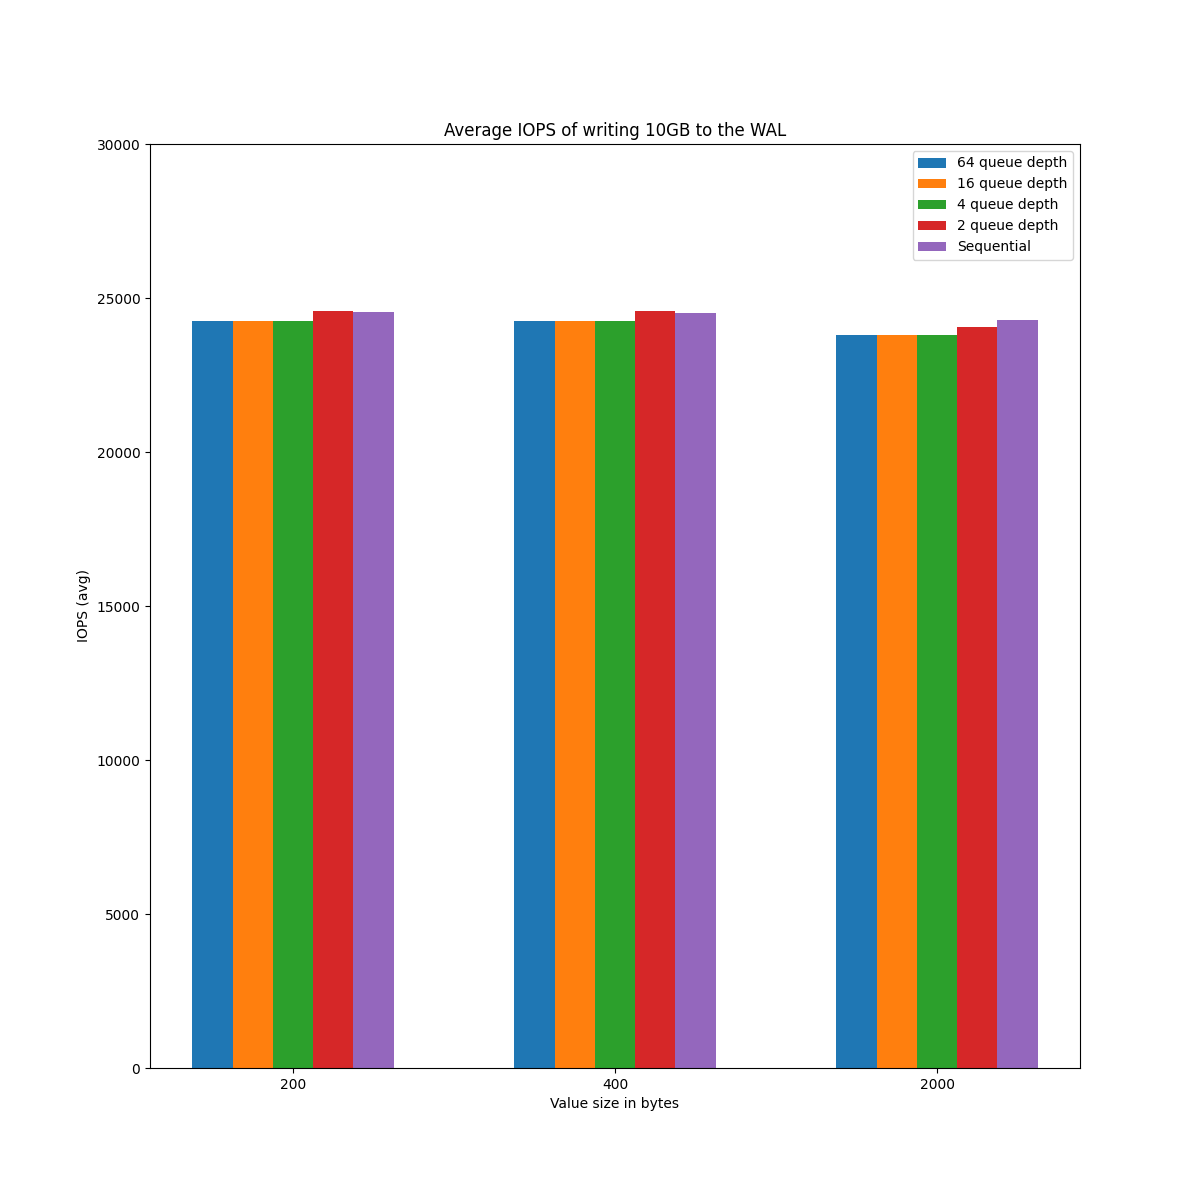 Average IOPS of writing 10GB to the WAL
30000
25000
20000
15000
10000
5000
0
IOPS (avg)
64 queue depth
16 queue depth
4 queue depth
2 queue depth
Sequential
200
400
2000
Value size in bytes